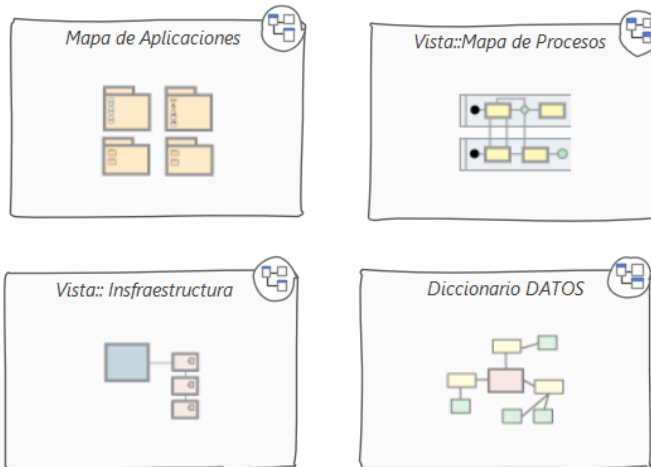 Mapa de Aplicaciones
Vista::Mapa de Procesos
Vista:: Insfraestructura
Diccionario DATOS